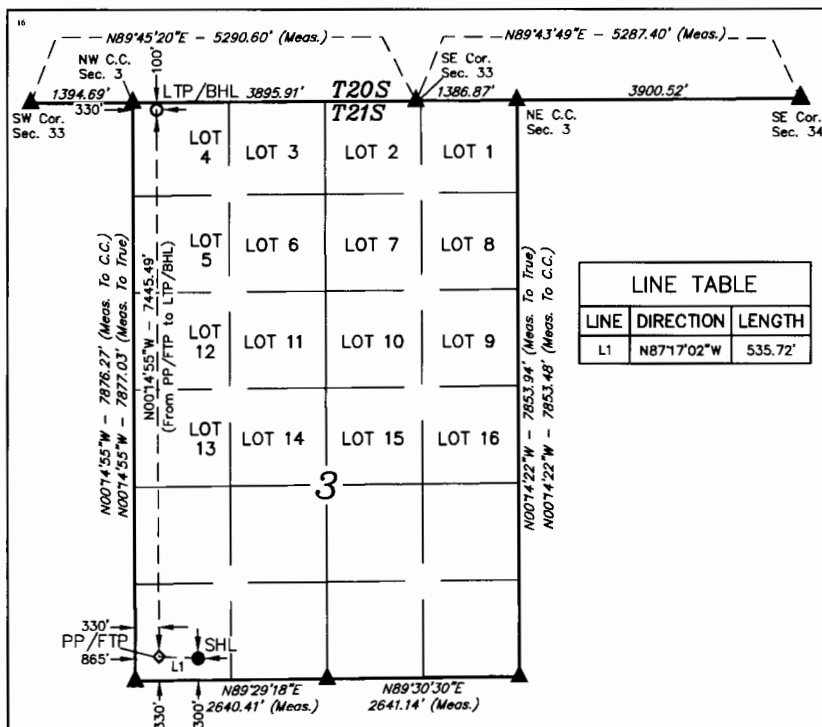 16
N89°45'20"E – 5290.60' (Meas.)
N89°43'49"E – 5287.40' (Meas.)
NW C.C.
Sec. 3
100'
LTP/BHL
T20S
SE Cor.
Sec. 33
1394.69'
3895.91'
1386.87'
3900.52'
330'
T21S
SW Cor.
Sec. 33
NE C.C.
Sec. 3
SE Cor.
Sec. 34
LOT
4
LOT 3
LOT 2
LOT 1
LOT
5
LOT 6
LOT 7
LOT 8
LOT
12
LOT 11
LOT 10
LOT 9
LOT
13
LOT 14
LOT 15
LOT 16
3
N00°14'55"W – 7876.27' (Meas. To C.C.)
N00°14'55"W – 7877.03' (Meas. To True)
N00°14'55"W – 7445.49'
(From PP/FTP to LTP/BHL)
N00°14'22"W – 7853.94' (Meas. To True)
N00°14'22"W – 7853.48' (Meas. To C.C.)
LINE TABLE
LINE DIRECTION LENGTH
L1 N87°17'02"W 535.72'
330'
PP/FTP
SHL
865'
L1
330'
300'
N89°29'18"E
2640.41' (Meas.)
N89°30'30"E
2641.14' (Meas.)